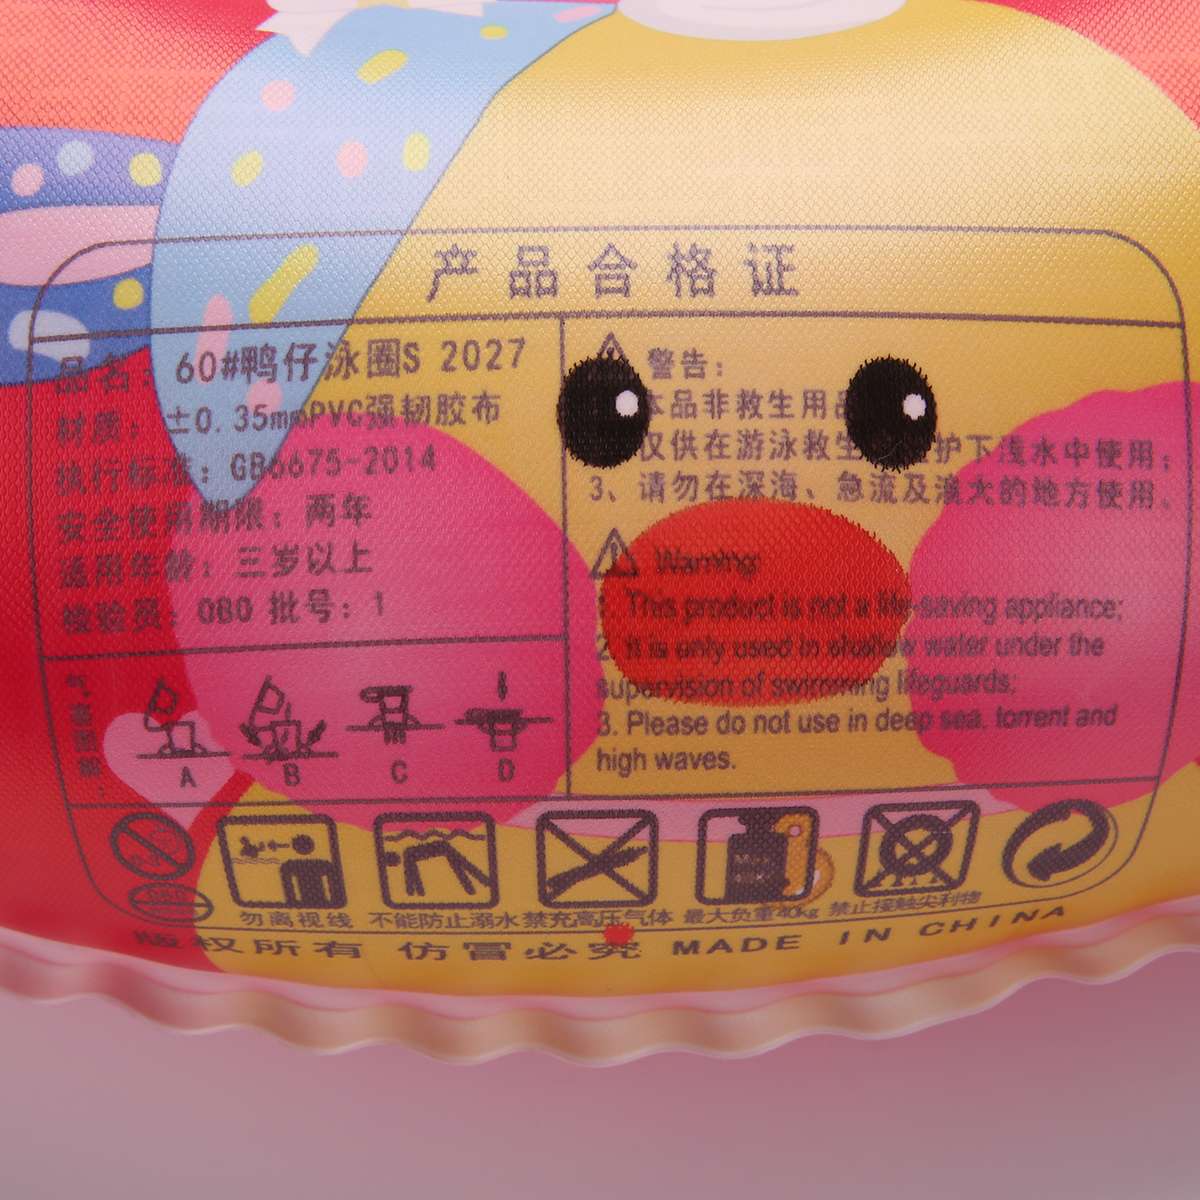 产品合格证
品名: 60#鸭仔泳圈S 2027
材质: ±0.35mmPVC强韧胶布
执行标准: GB6675-2014
安全使用期限: 两年
适用年龄: 三岁以上
检验员: 080 批号: 1
A B C D
警告:
本品非救生用品
仅供在游泳救生 护下浅水中使用;
3、请勿在深海、急流及浪大的地方使用。
Warning:
1. This product is not a life-saving appliance;
2. It is only used in shallow water under the
supervision of swimming lifeguards;
3. Please do not use in deep sea, torrent and
high waves.
勿离视线 不能防止溺水 禁充高压气体 最大负重40kg 禁止接触尖利物
版权所有 仿冒必究 MADE IN CHINA